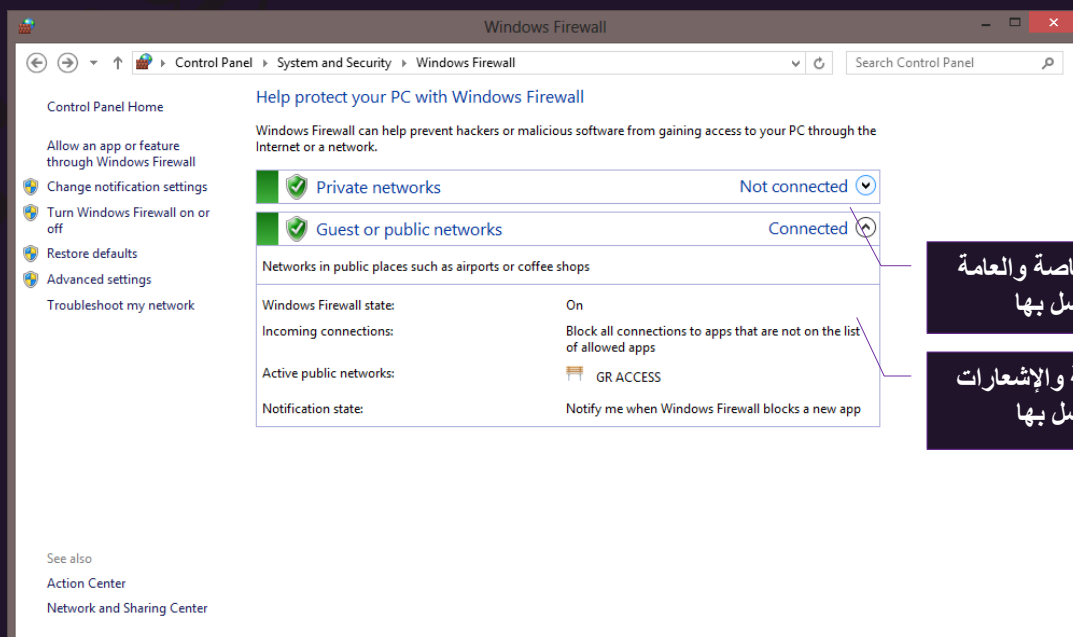 Windows Firewall
Control Panel
System and Security
Windows Firewall
Search Control Panel
Control Panel Home
Allow an app or feature
through Windows Firewall
Change notification settings
Turn Windows Firewall on or
off
Restore defaults
Advanced settings
Troubleshoot my network
See also
Action Center
Network and Sharing Center
Help protect your PC with Windows Firewall
Windows Firewall can help prevent hackers or malicious software from gaining access to your PC through the
Internet or a network.
Private networks
Not connected
Guest or public networks
Connected
Networks in public places such as airports or coffee shops
Windows Firewall state:
On
Incoming connections:
Block all connections to apps that are not on the list
of allowed apps
Active public networks:
GR ACCESS
Notification state:
Notify me when Windows Firewall blocks a new app
والعامة
بها
والإشعارات
بها